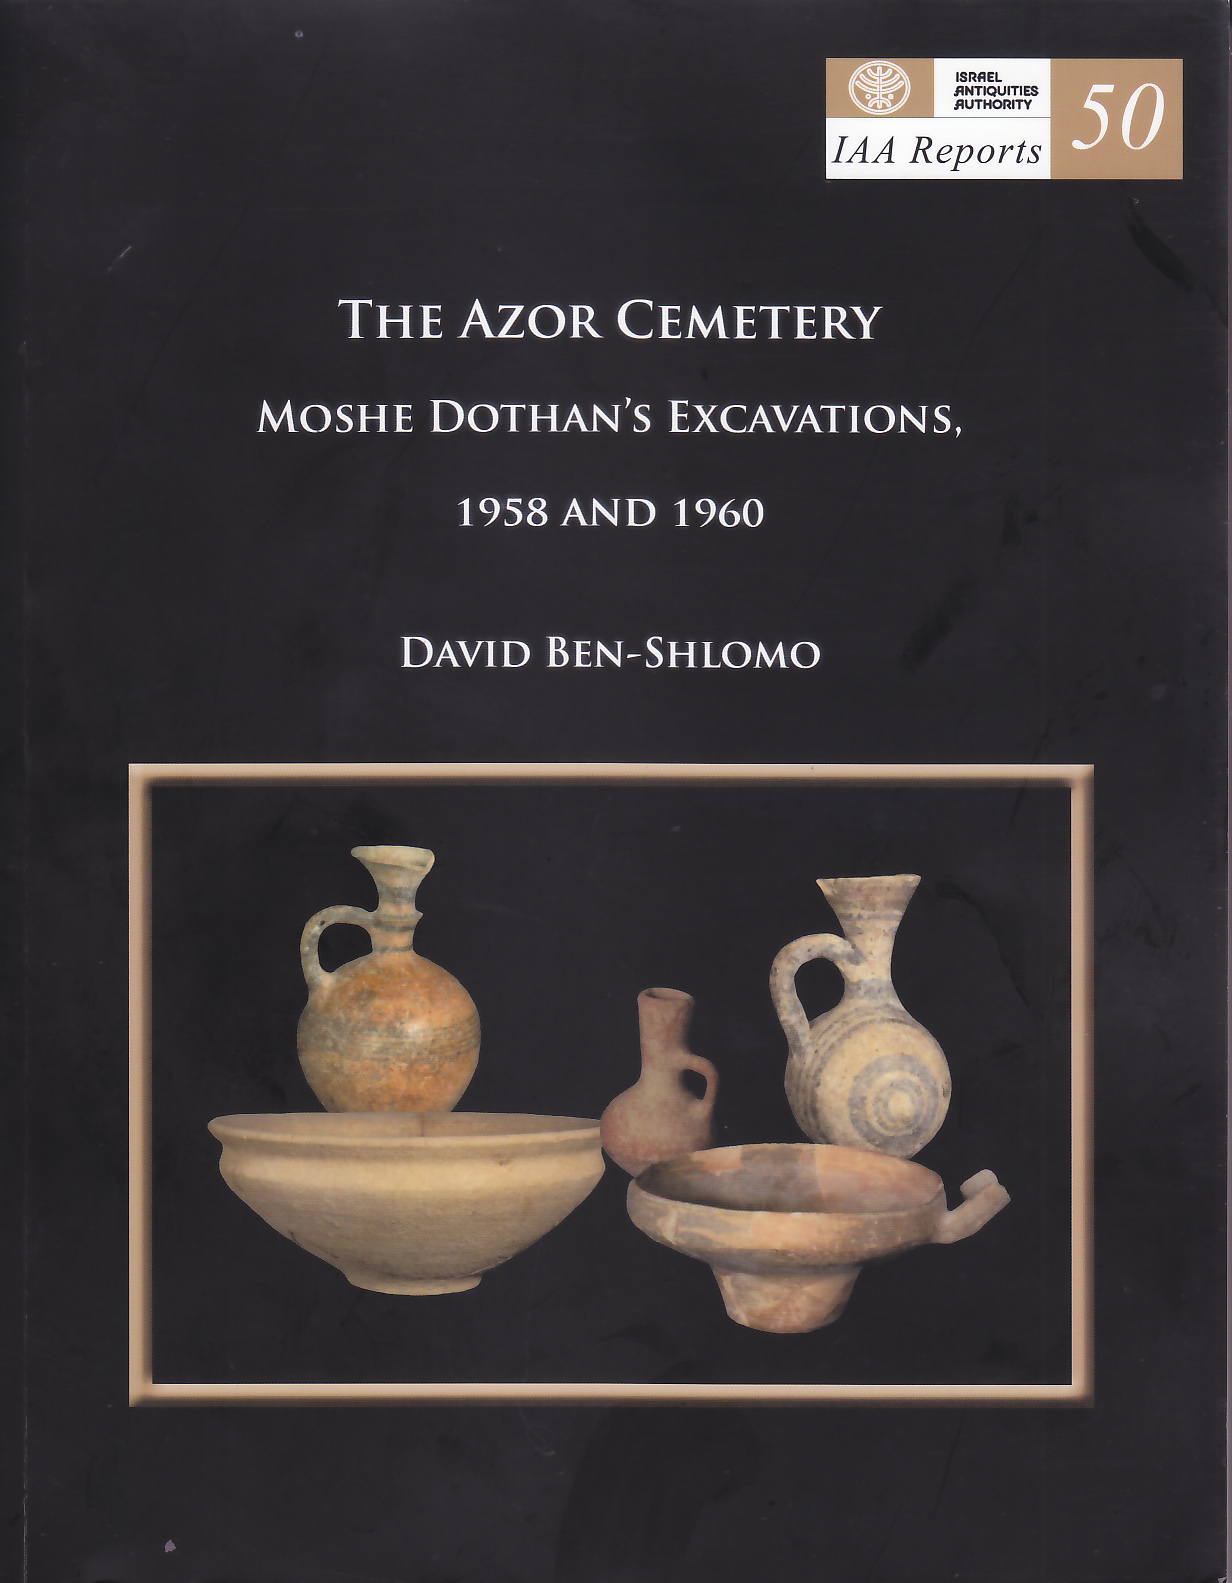 ISRAEL
ANTIQUITIES
AUTHORITY
IAA Reports
50
THE AZOR CEMETERY
MOSHE DOTHAN'S EXCAVATIONS,
1958 AND 1960
DAVID BEN-SHLOMO